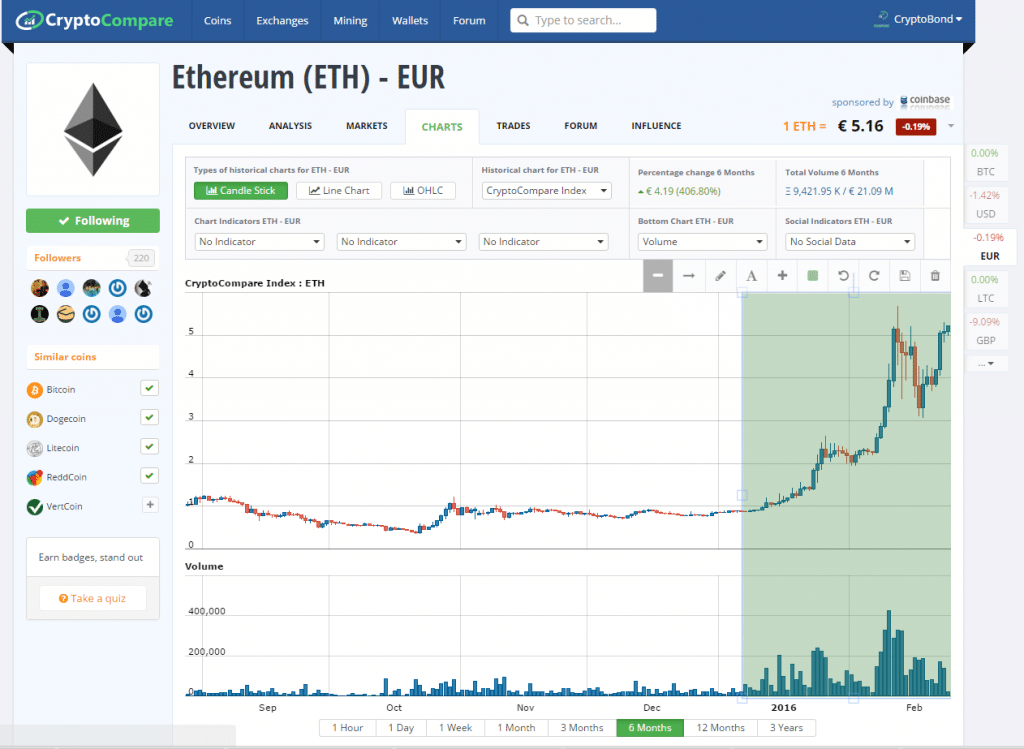 CryptoCompare Coins Exchanges Mining Wallets Forum Type to search... CryptoBond
Ethereum (ETH) - EUR
sponsored by coinbase
OVERVIEW ANALYSIS MARKETS CHARTS TRADES FORUM INFLUENCE 1 ETH = € 5.16 -0.19%
Types of historical charts for ETH - EUR
Candle Stick Line Chart OHLC
Historical chart for ETH - EUR
CryptoCompare Index
Percentage change 6 Months
€ 4.19 (406.80%)
Total Volume 6 Months
Ξ 9,421.95 K / € 21.09 M
Chart Indicators ETH - EUR
No Indicator No Indicator No Indicator
Bottom Chart ETH - EUR
Volume
Social Indicators ETH - EUR
No Social Data
Following
Followers 220
Similar coins
Bitcoin
Dogecoin
Litecoin
ReddCoin
VertCoin
Earn badges, stand out
Take a quiz
0.00%
BTC
-1.42%
USD
-0.19%
EUR
0.00%
LTC
-9.09%
GBP
...
A
CryptoCompare Index : ETH
5
4
3
2
1
0
Volume
400,000
200,000
0
Sep Oct Nov Dec 2016 Feb
1 Hour 1 Day 1 Week 1 Month 3 Months 6 Months 12 Months 3 Years